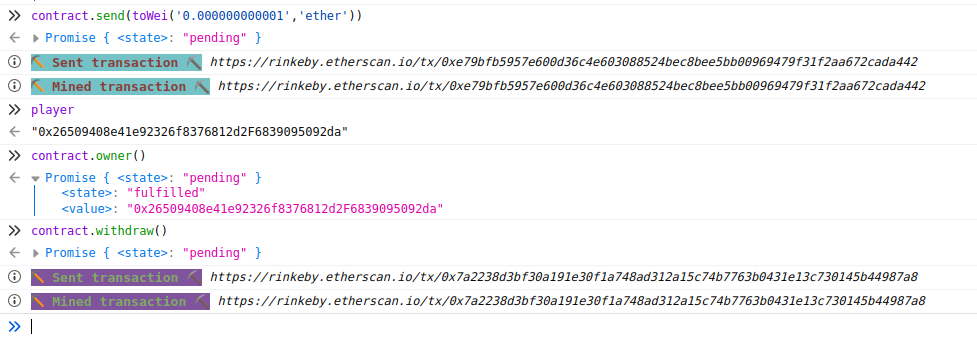 contract.send(toWei('0.000000000001','ether'))
Promise { <state>: "pending" }
Sent transaction https://rinkeby.etherscan.io/tx/0xe79bfb5957e600d36c4e603088524bec8bee5bb00969479f31f2aa672cada442
Mined transaction https://rinkeby.etherscan.io/tx/0xe79bfb5957e600d36c4e603088524bec8bee5bb00969479f31f2aa672cada442
player
"0x26509408e41e92326f8376812d2F6839095092da"
contract.owner()
Promise { <state>: "pending" }
<state>: "fulfilled"
<value>: "0x26509408e41e92326f8376812d2F6839095092da"
contract.withdraw()
Promise { <state>: "pending" }
Sent transaction https://rinkeby.etherscan.io/tx/0x7a2238d3bf30a191e30f1a748ad312a15c74b7763b0431e13c730145b44987a8
Mined transaction https://rinkeby.etherscan.io/tx/0x7a2238d3bf30a191e30f1a748ad312a15c74b7763b0431e13c730145b44987a8